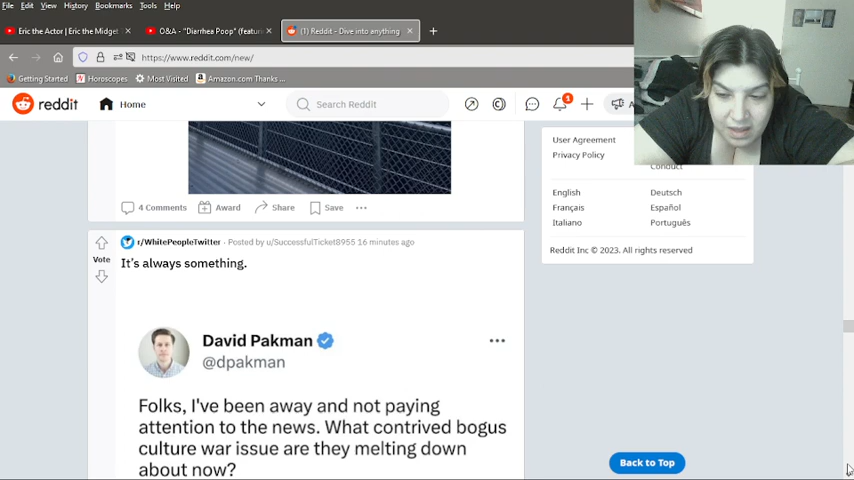 File Edit View History Bookmarks Tools Help
Eric the Actor | Eric the Midget
O&A - "Diarrhea Poop" (featuri
(1) Reddit - Dive into anything
https://www.reddit.com/new/
Getting Started Horoscopes Most Visited Amazon.com Thanks ...
reddit Home Search Reddit 1 A
User Agreement
Privacy Policy
Conduct
English Deutsch
Français Español
Italiano Português
Reddit Inc © 2023. All rights reserved
4 Comments Award Share Save
r/WhitePeopleTwitter · Posted by u/SuccessfulTicket8955 16 minutes ago
Vote
It's always something.
David Pakman
@dpakman
Folks, I've been away and not paying
attention to the news. What contrived bogus
culture war issue are they melting down
about now?
Back to Top